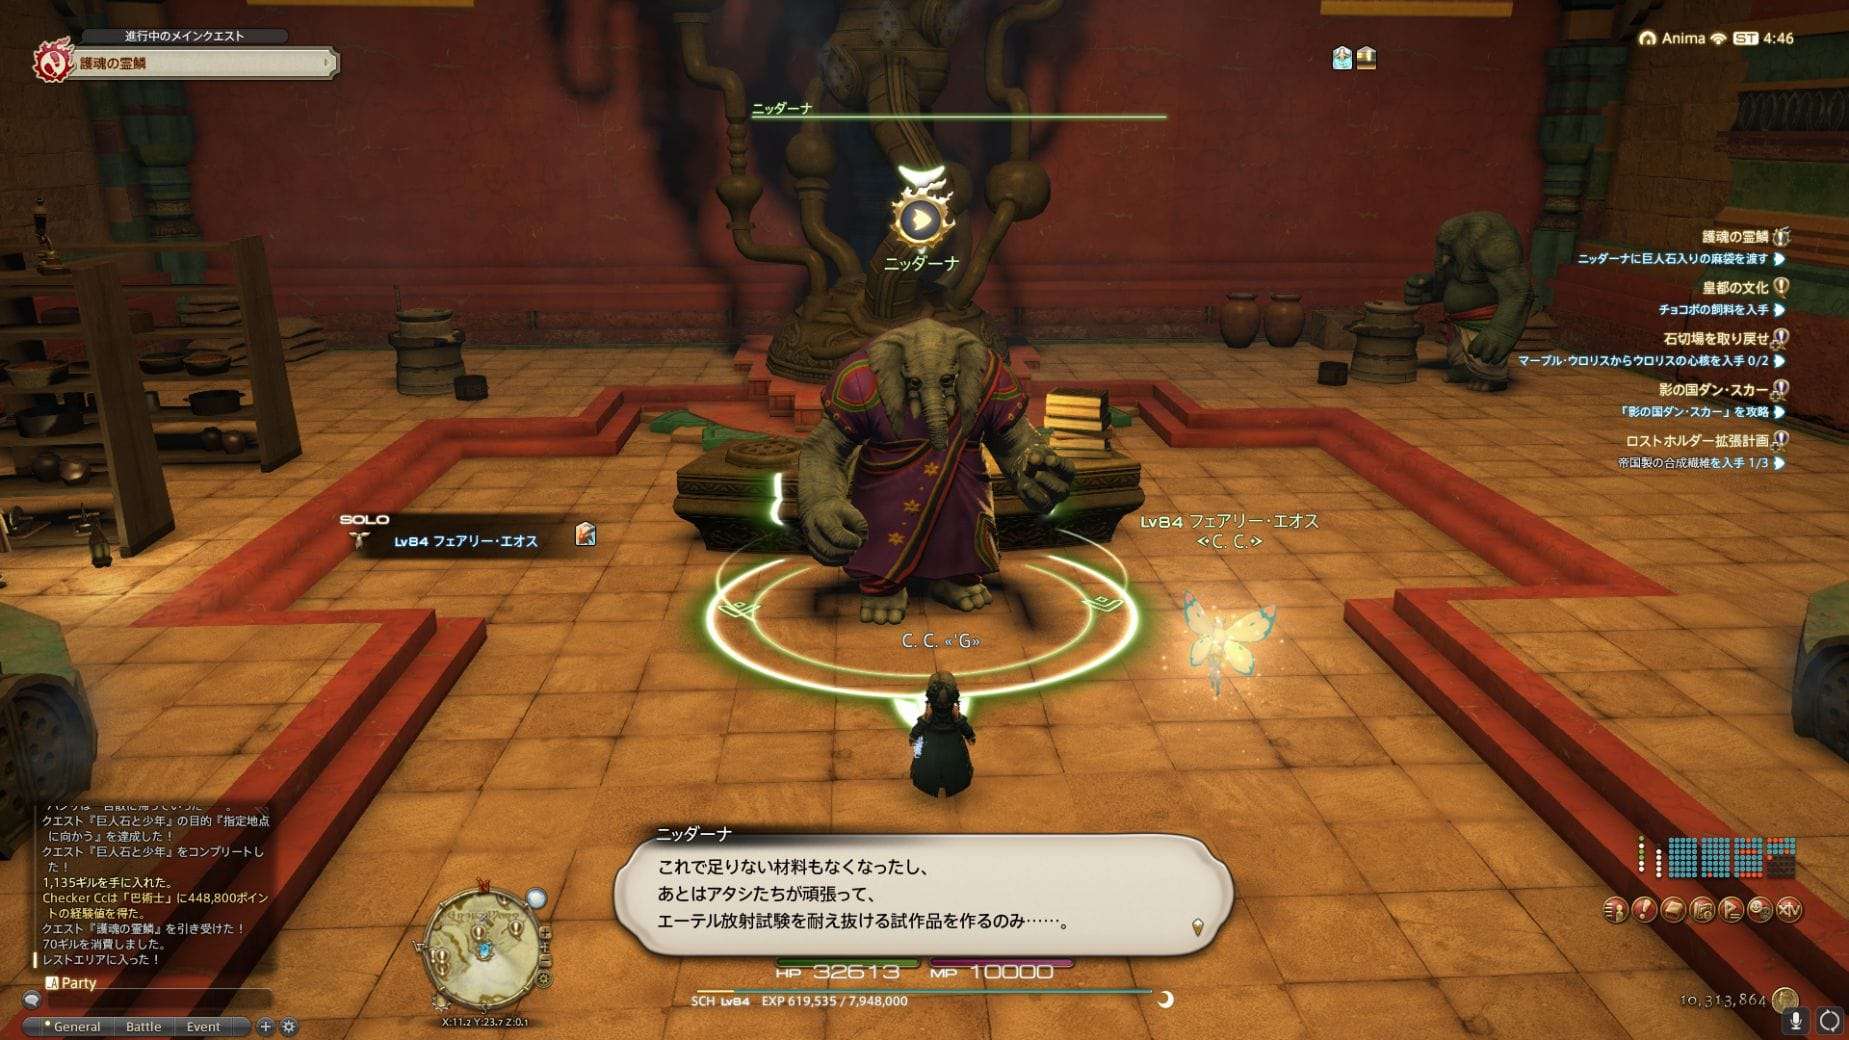 進行中のメインクエスト
護魂の霊鱗
Anima ST 4:46
ニッダーナ
ニッダーナ
護魂の霊鱗
ニッダーナに巨人石入りの麻袋を渡す
皇都の文化
チョコボの飼料を入手
石切場を取り戻せ
マーブル・ウロリスからウロリスの心核を入手 0/2
影の国ダン・スカー
「影の国ダン・スカー」を攻略
ロストホルダー拡張計画
帝国製の合成繊維を入手 1/3
SOLO
Lv84 フェアリー・エオス
Lv84 フェアリー・エオス
<C. C.>
C. C. «'G»
クエスト『巨人石と少年』の目的『指定地点
に向かう』を達成した！
クエスト『巨人石と少年』をコンプリートし
た！
1,135ギルを手に入れた。
Checker Ccは「巴術士」に448,800ポイン
トの経験値を得た。
クエスト『護魂の霊鱗』を引き受けた！
70ギルを消費しました。
レストエリアに入った！
Party
General Battle Event
X:11.2 Y:23.7 Z:0.1
ニッダーナ
これで足りない材料もなくなったし、
あとはアタシたちが頑張って、
エーテル放射試験を耐え抜ける試作品を作るのみ……。
HP 32613 MP 10000
SCH Lv84 EXP 619,535 / 7,948,000
XIV
10,313,864